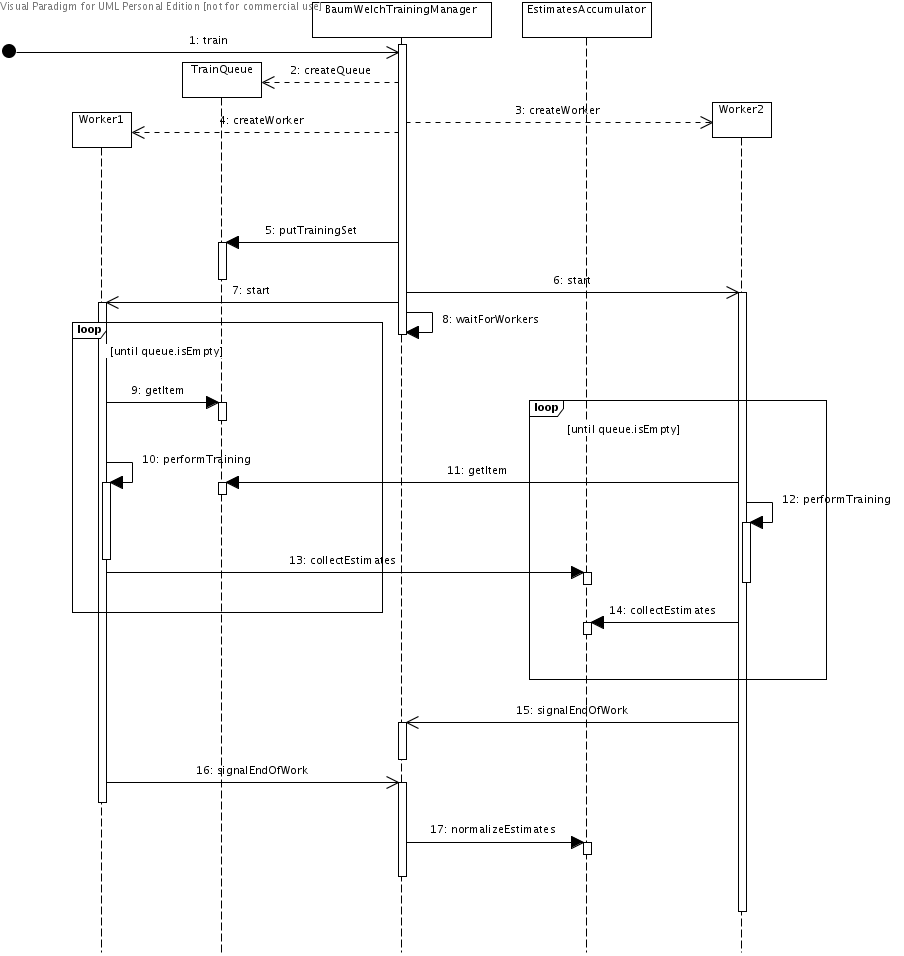 Visual Paradigm for UML Personal Edition [not for commercial use]
BaumWelchTrainingManager
EstimatesAccumulator
1: train
TrainQueue
2: createQueue
Worker1
4: createWorker
3: createWorker
Worker2
5: putTrainingSet
6: start
7: start
8: waitForWorkers
loop
[until queue.isEmpty]
9: getItem
loop
[until queue.isEmpty]
10: performTraining
11: getItem
12: performTraining
13: collectEstimates
14: collectEstimates
15: signalEndOfWork
16: signalEndOfWork
17: normalizeEstimates